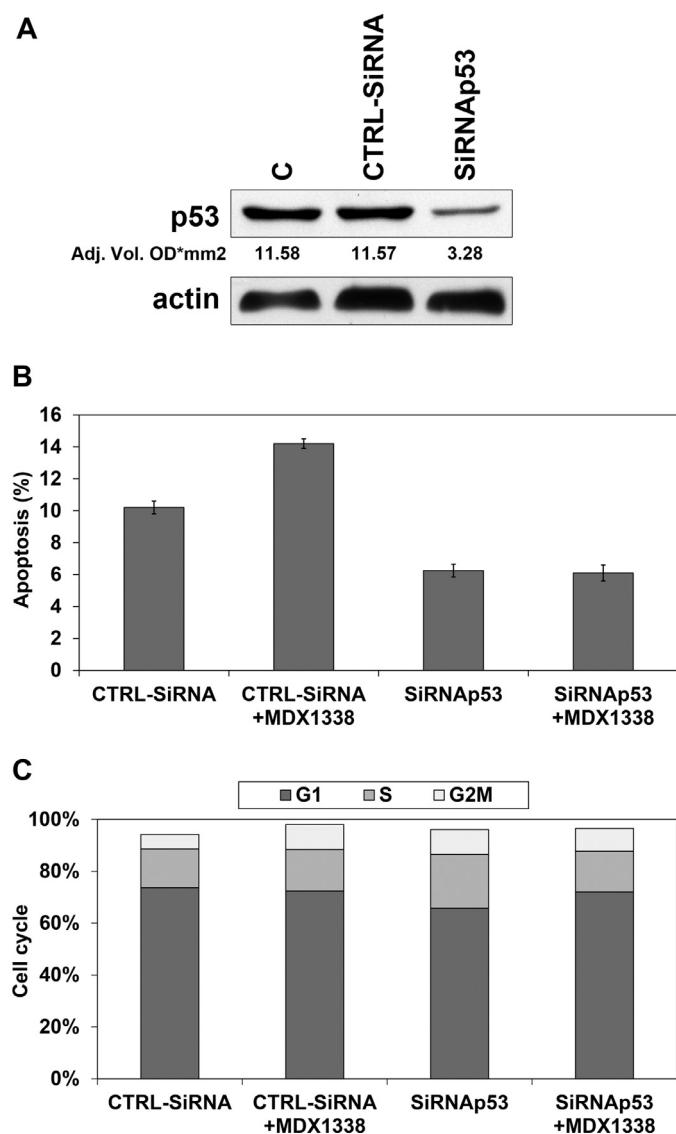 A
C
CTRL-SiRNA
SiRNAp53
p53
Adj. Vol. OD*mm2 11.58 11.57 3.28
actin
B
16
14
12
10
8
6
4
2
0
Apoptosis (%)
CTRL-SiRNA CTRL-SiRNA SiRNAp53 SiRNAp53
+MDX1338 +MDX1338
C
G1 S G2M
100%
80%
60%
40%
20%
0%
Cell cycle
CTRL-SiRNA CTRL-SiRNA SiRNAp53 SiRNAp53
+MDX1338 +MDX1338